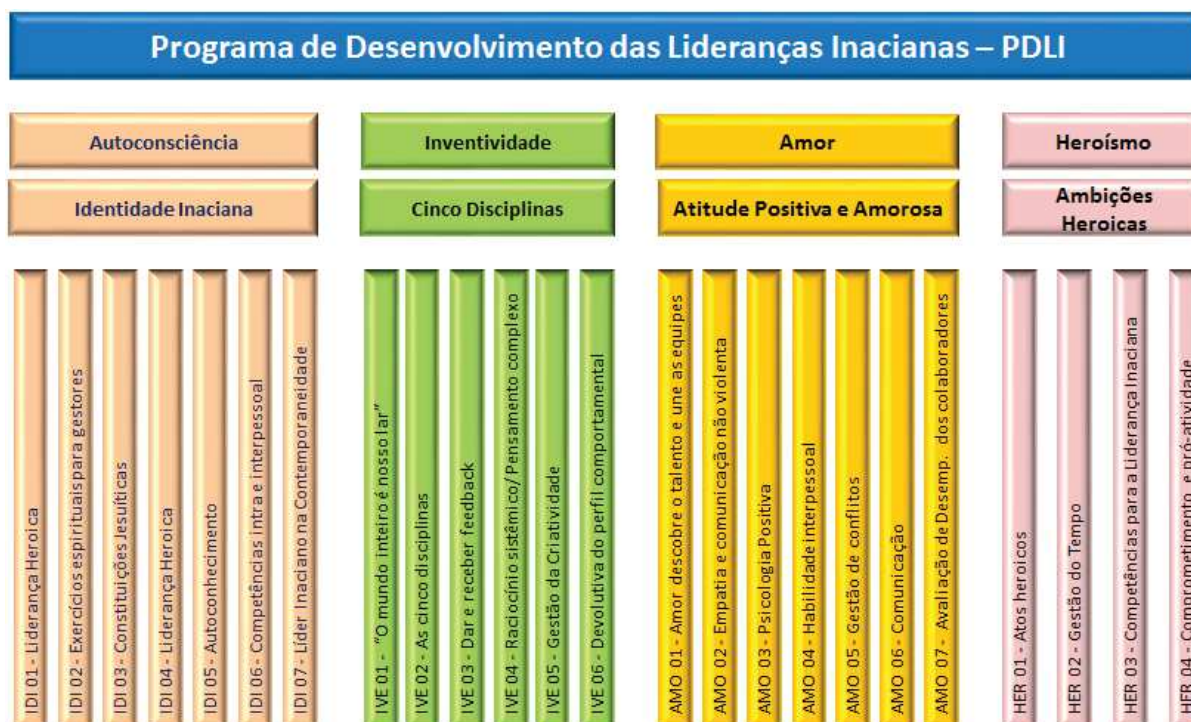 Programa de Desenvolvimento das Lideranças Inacianas – PDLI
Autoconsciência
Identidade Inaciana
IDI 01 - Liderança Heroica
IDI 02 - Exercícios espirituais para gestores
IDI 03 - Constituições Jesuíticas
IDI 04 - Liderança Heroica
IDI 05 - Autoconhecimento
IDI 06 - Competências intra e interpessoal
IDI 07 - Líder Inaciano na Contemporaneidade
Inventividade
Cinco Disciplinas
IVE 01 - "O mundo inteiro é nosso lar"
IVE 02 - As cinco disciplinas
IVE 03 - Dar e receber feedback
IVE 04 - Raciocínio sistêmico/ Pensamento complexo
IVE 05 - Gestão da Criatividade
IVE 06 - Devolutiva do perfil comportamental
Amor
Atitude Positiva e Amorosa
AMO 01 - Amor descobre o talento e une as equipes
AMO 02 - Empatia e comunicação não violenta
AMO 03 - Psicologia Positiva
AMO 04 - Habilidade interpessoal
AMO 05 - Gestão de conflitos
AMO 06 - Comunicação
AMO 07 - Avaliação de Desemp. dos colaboradores
Heroísmo
Ambições
Heroicas
HER 01 - Atos heroicos
HER 02 - Gestão do Tempo
HER 03 - Competências para a Liderança Inaciana
HER 04 - Comprometimento e pró-atividade